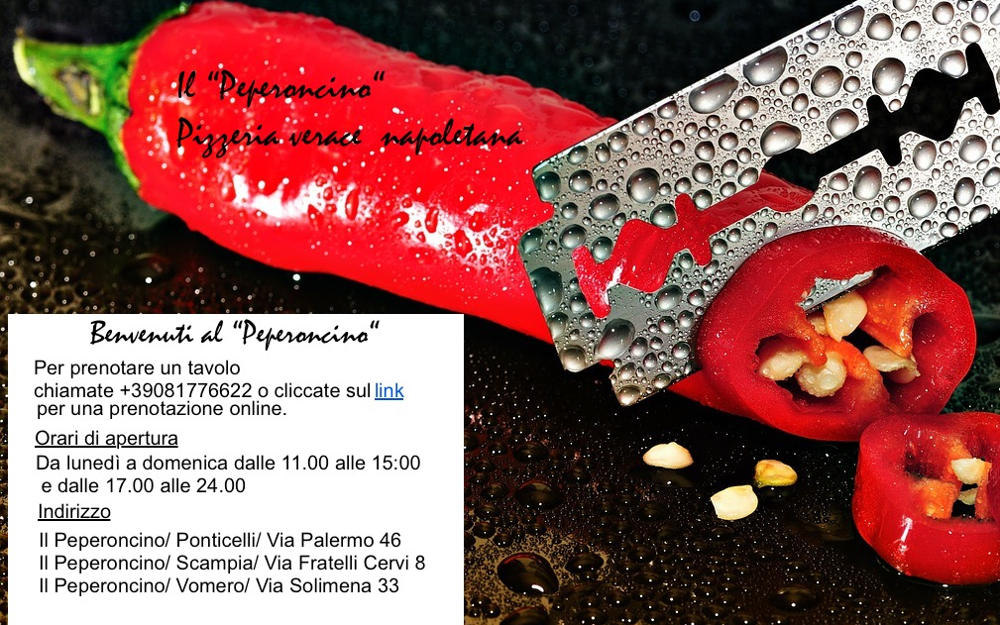 Il “Peperoncino“
Pizzeria verace napoletana
Benvenuti al “Peperoncino“
Per prenotare un tavolo
chiamate +39081776622 o cliccate sul link
per una prenotazione online.
Orari di apertura
Da lunedì a domenica dalle 11.00 alle 15:00
e dalle 17.00 alle 24.00
Indirizzo
Il Peperoncino/ Ponticelli/ Via Palermo 46
Il Peperoncino/ Scampia/ Via Fratelli Cervi 8
Il Peperoncino/ Vomero/ Via Solimena 33